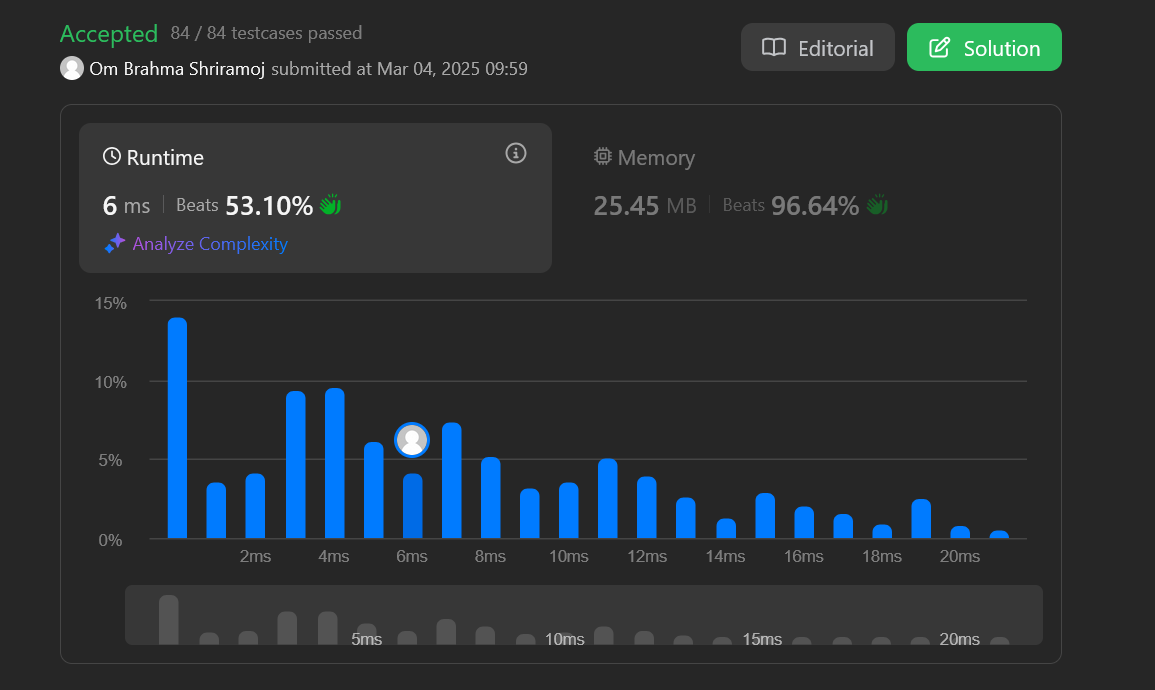 Accepted 84 / 84 testcases passed
Editorial
Solution
Om Brahma Shriramoj submitted at Mar 04, 2025 09:59
Runtime
6 ms Beats 53.10%
Analyze Complexity
Memory
25.45 MB Beats 96.64%
15%
10%
5%
0%
2ms 4ms 6ms 8ms 10ms 12ms 14ms 16ms 18ms 20ms
5ms 10ms 15ms 20ms